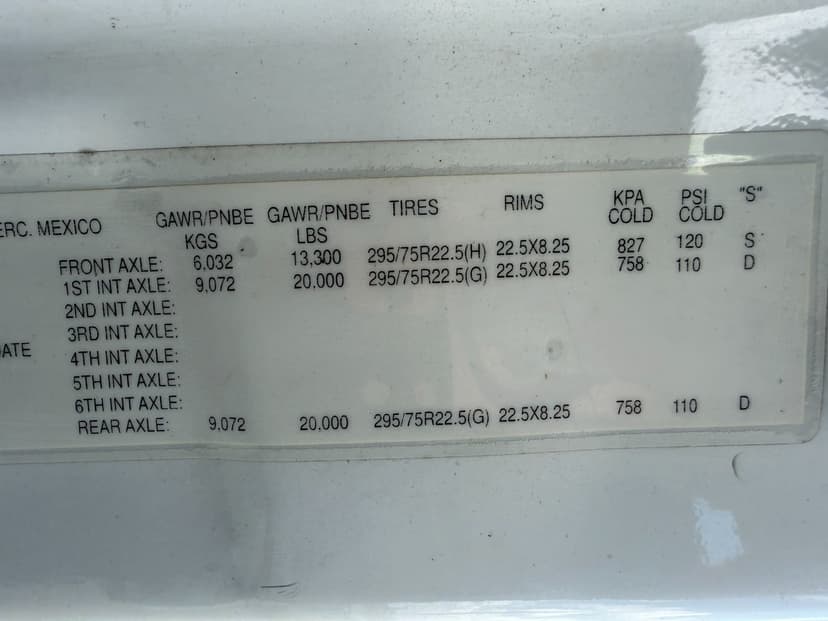 ERC. MEXICO GAWR/PNBE KGS GAWR/PNBE LBS TIRES RIMS KPA COLD PSI COLD "S"
FRONT AXLE: 6,032 13,300 295/75R22.5(H) 22.5X8.25 827 120 S
1ST INT AXLE: 9,072 20,000 295/75R22.5(G) 22.5X8.25 758 110 D
2ND INT AXLE:
3RD INT AXLE:
ATE 4TH INT AXLE:
5TH INT AXLE:
6TH INT AXLE:
REAR AXLE: 9,072 20,000 295/75R22.5(G) 22.5X8.25 758 110 D